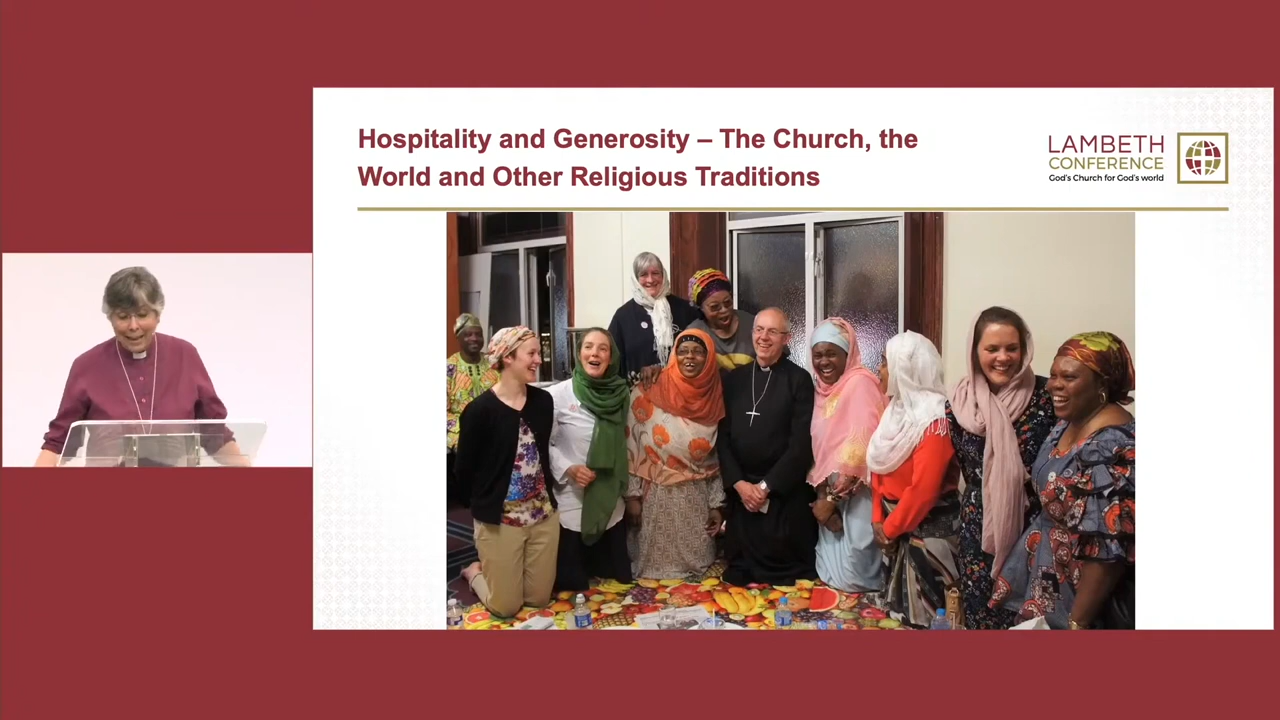 Hospitality and Generosity – The Church, the
World and Other Religious Traditions
LAMBETH
CONFERENCE
God's Church for God's world